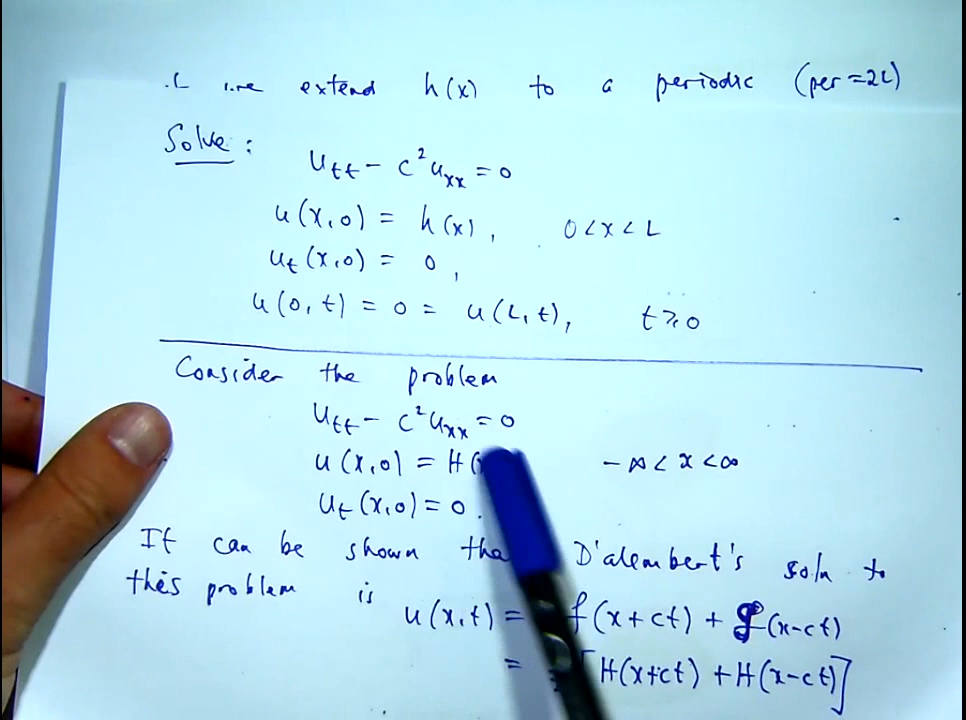 extend h(x) to a periodic (per=2L)
Solve:
u_tt - c²u_xx = 0
u(x,0) = h(x), 0<x<L
u_t(x,0) = 0,
u(0,t) = 0 = u(L,t), t≥0
Consider the problem
u_tt - c²u_xx = 0
u(x,0) = H( -∞<x<∞
u_t(x,0) = 0.
It can be shown tha D'alembert's soln to
this problem is
u(x,t) = f(x+ct) + g(x-ct)
= [H(x+ct) + H(x-ct)]